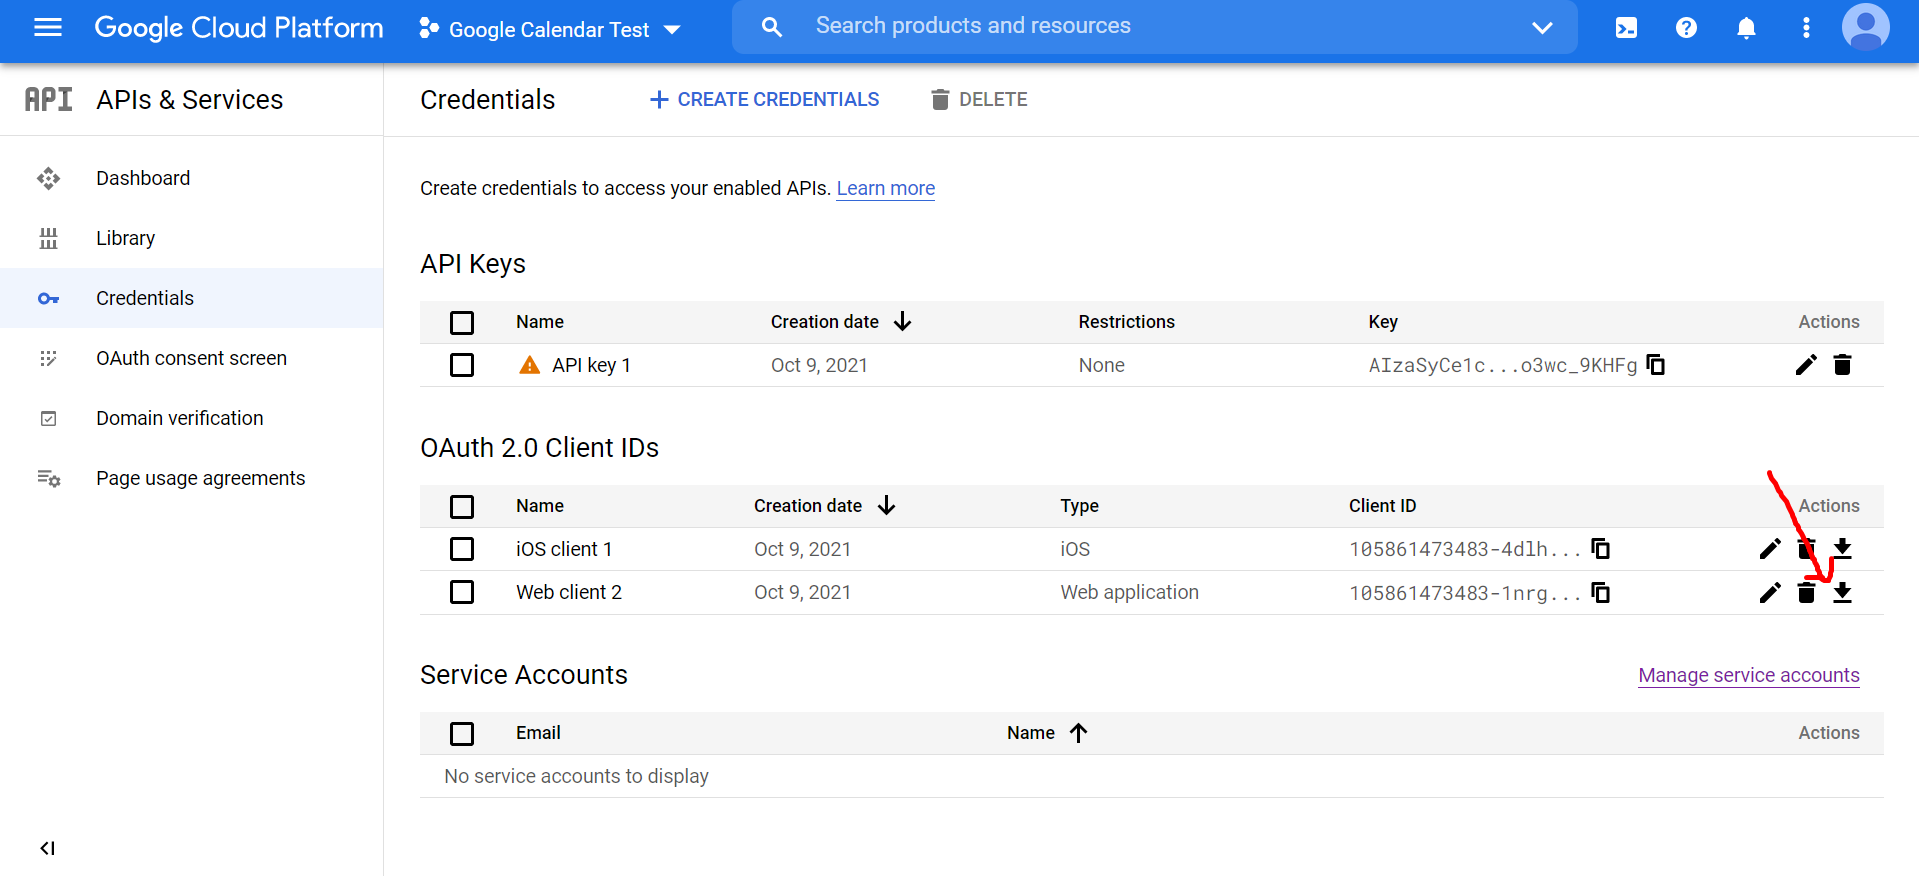 Google Cloud Platform Google Calendar Test Search products and resources
API APIs & Services Credentials CREATE CREDENTIALS DELETE
Dashboard
Library
Credentials
OAuth consent screen
Domain verification
Page usage agreements
Create credentials to access your enabled APIs. Learn more
API Keys
Name Creation date Restrictions Key Actions
API key 1 Oct 9, 2021 None AIzaSyCe1c...o3wc_9KHFg
OAuth 2.0 Client IDs
Name Creation date Type Client ID Actions
iOS client 1 Oct 9, 2021 iOS 105861473483-4dlh...
Web client 2 Oct 9, 2021 Web application 105861473483-1nrg...
Service Accounts Manage service accounts
Email Name Actions
No service accounts to display